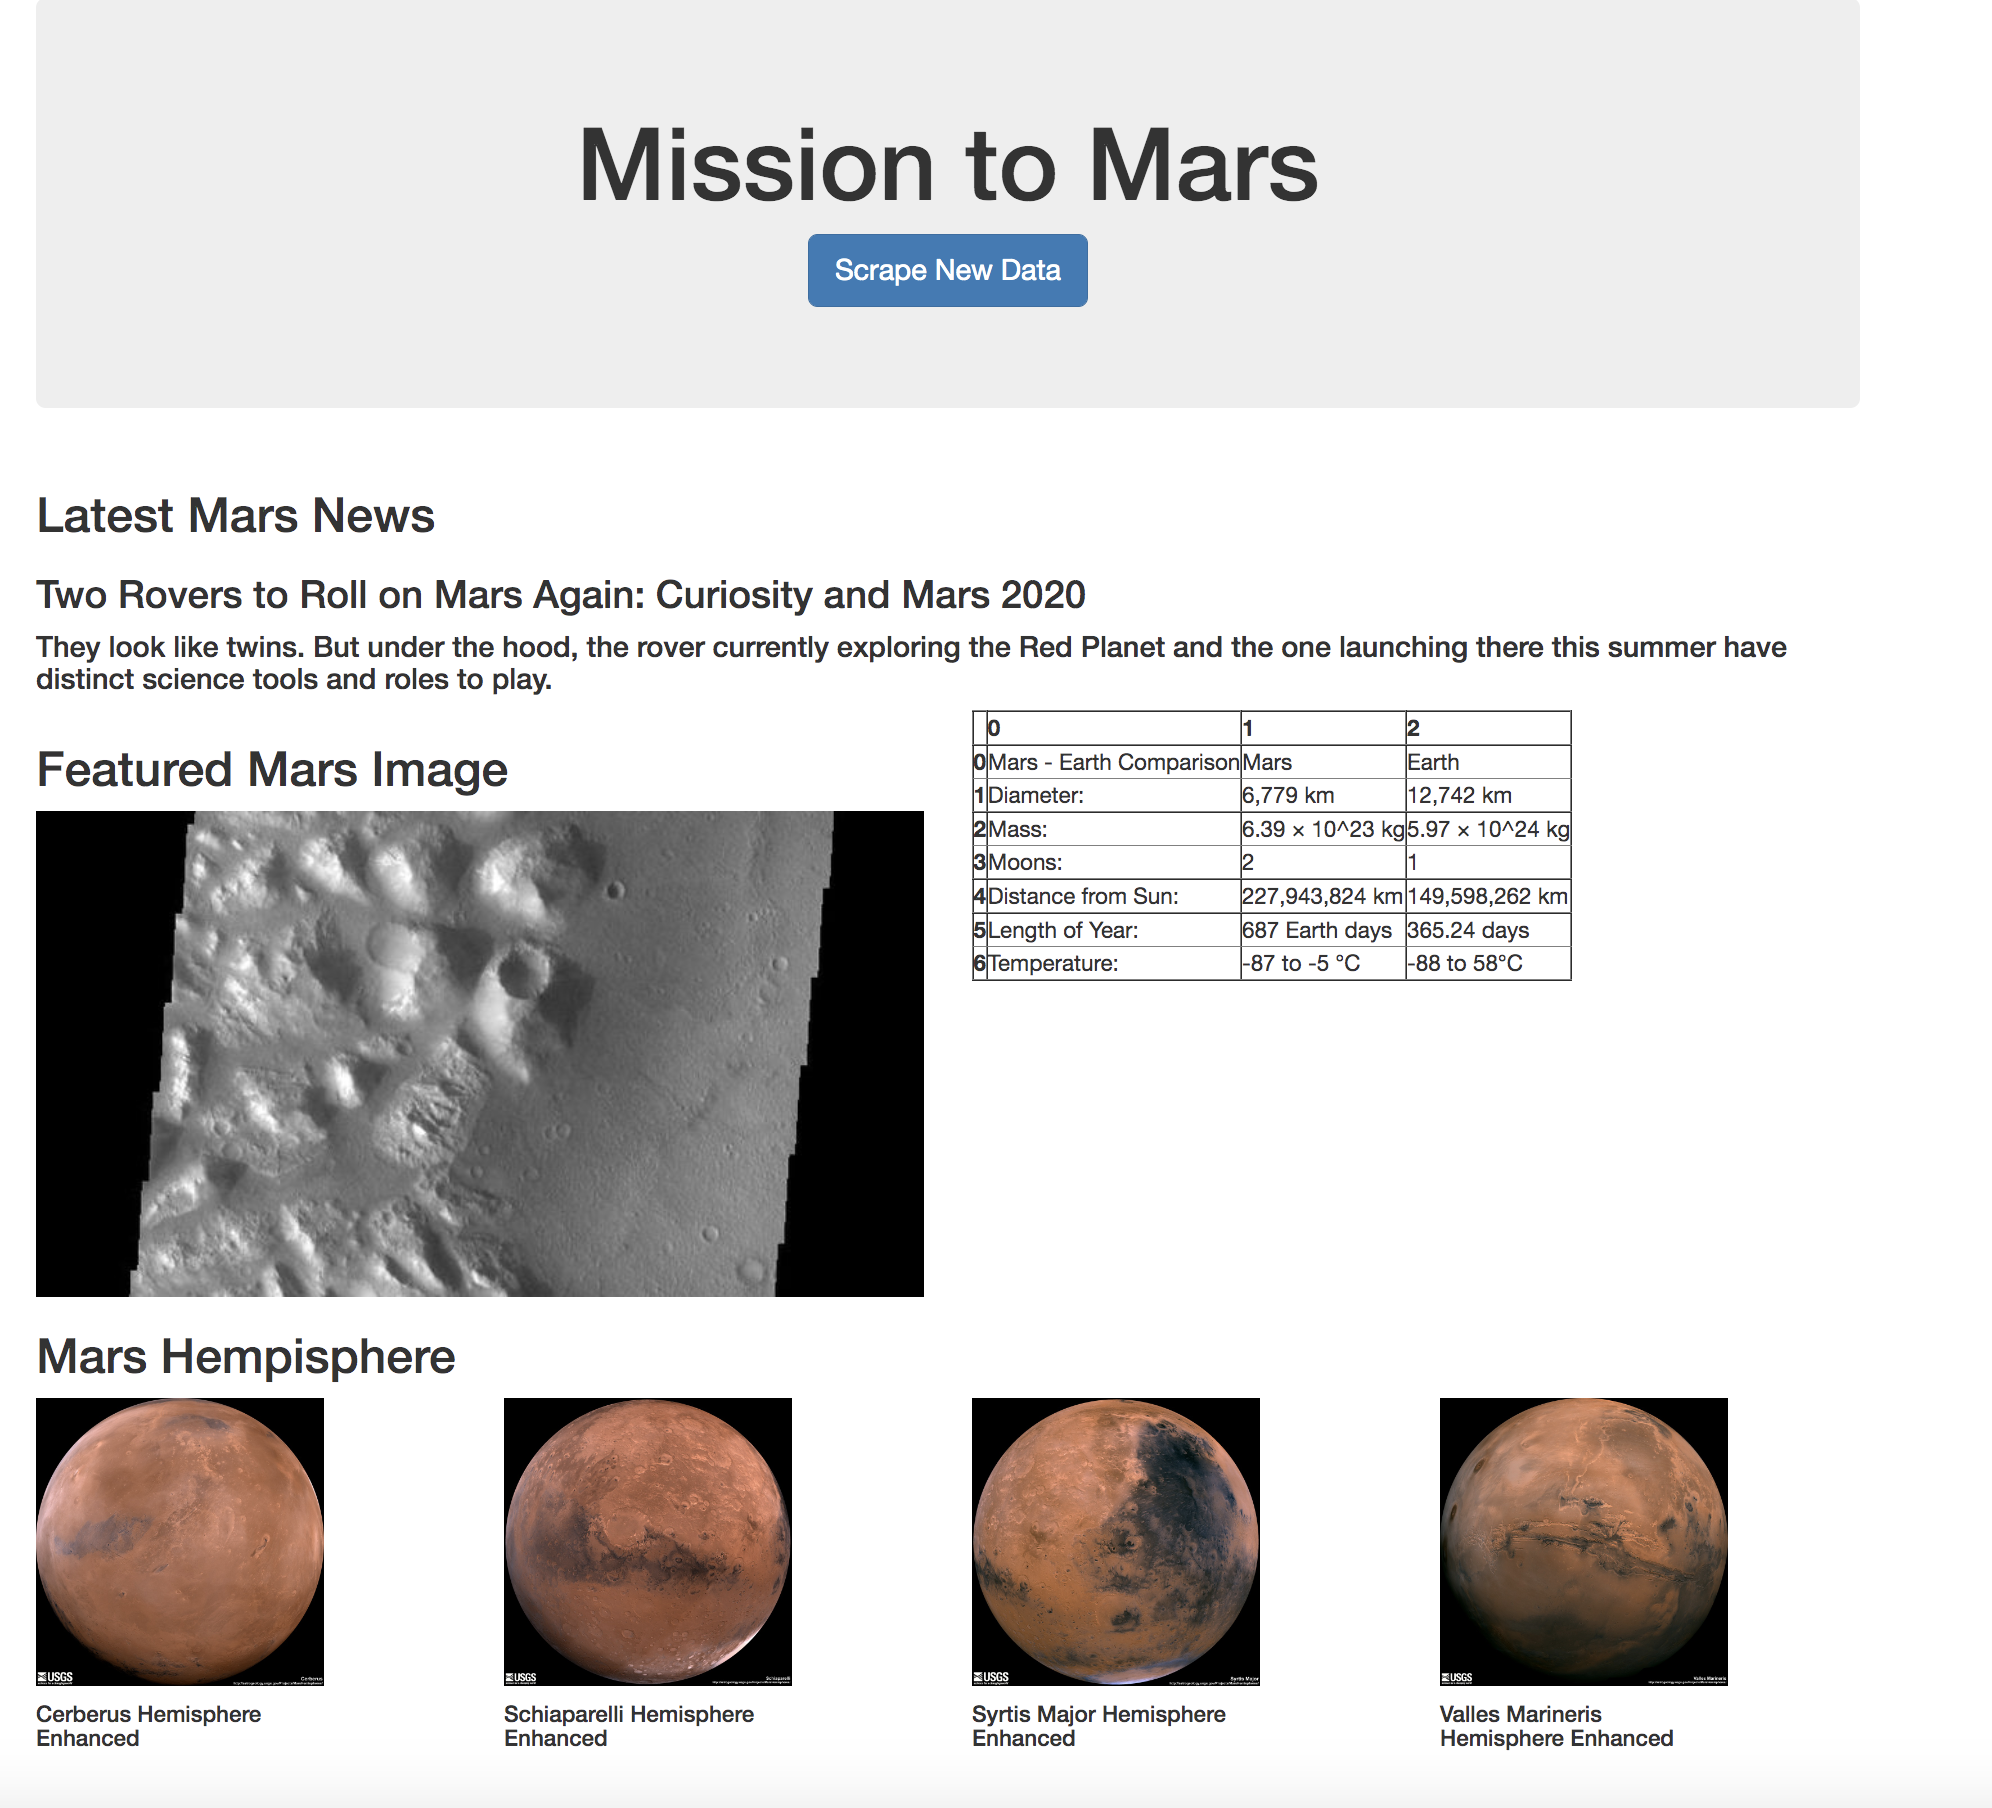 Mission to Mars
Scrape New Data
Latest Mars News
Two Rovers to Roll on Mars Again: Curiosity and Mars 2020
They look like twins. But under the hood, the rover currently exploring the Red Planet and the one launching there this summer have
distinct science tools and roles to play.
Featured Mars Image
0 1 2
0 Mars - Earth Comparison Mars Earth
1 Diameter: 6,779 km 12,742 km
2 Mass: 6.39 × 10^23 kg 5.97 × 10^24 kg
3 Moons: 2 1
4 Distance from Sun: 227,943,824 km 149,598,262 km
5 Length of Year: 687 Earth days 365.24 days
6 Temperature: -87 to -5 °C -88 to 58°C
Mars Hempisphere
USGS Cerberus
USGS Schiaparelli
USGS Syrtis Major
USGS Valles Marineris
Cerberus Hemisphere
Enhanced
Schiaparelli Hemisphere
Enhanced
Syrtis Major Hemisphere
Enhanced
Valles Marineris
Hemisphere Enhanced